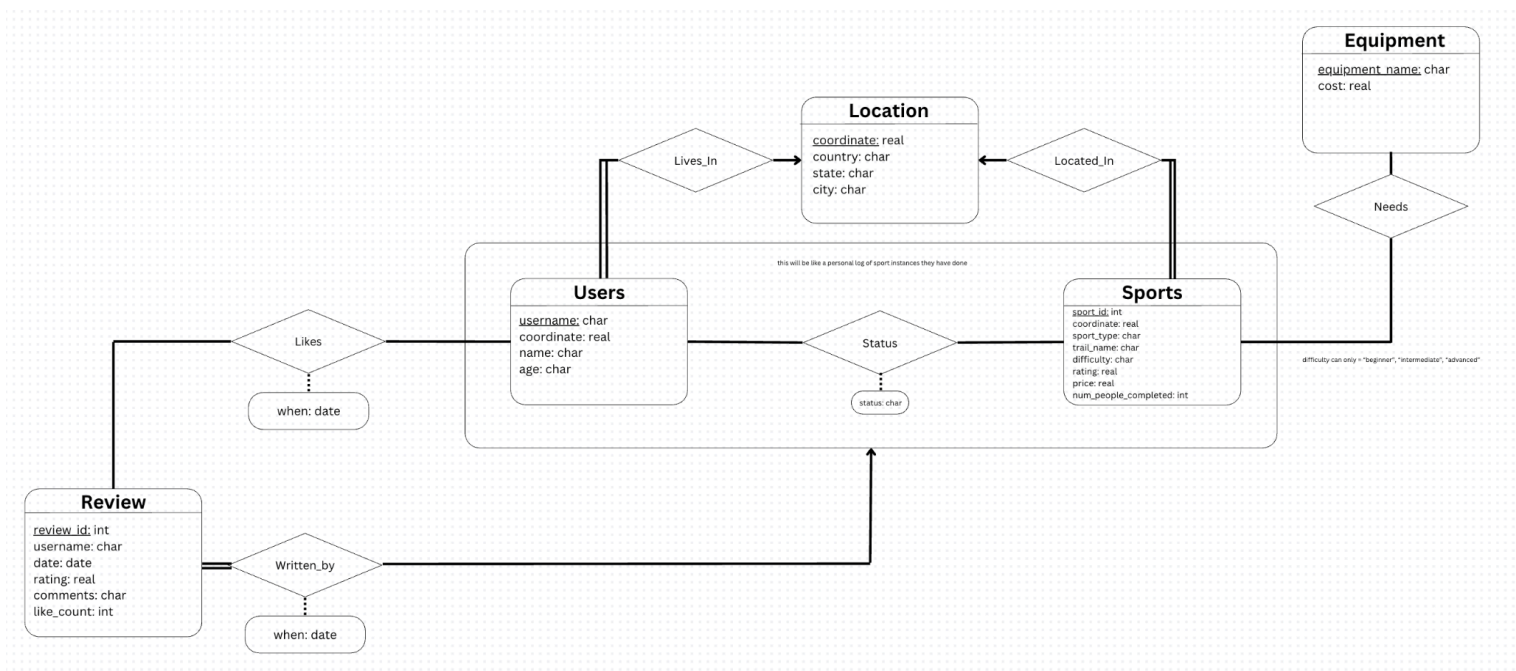 Equipment
equipment_name: char
cost: real
Location
coordinate: real
country: char
state: char
city: char
Lives_In
Located_In
Needs
this will be like a personal log of sport instances they have done
Users
username: char
coordinate: real
name: char
age: char
Sports
sport_id: int
coordinate: real
sport_type: char
trail_name: char
difficulty: char
rating: real
price: real
num_people_completed: int
Likes
when: date
Status
status: char
difficulty can only = "beginner", "intermediate", "advanced"
Review
review_id: int
username: char
date: date
rating: real
comments: char
like_count: int
Written_by
when: date